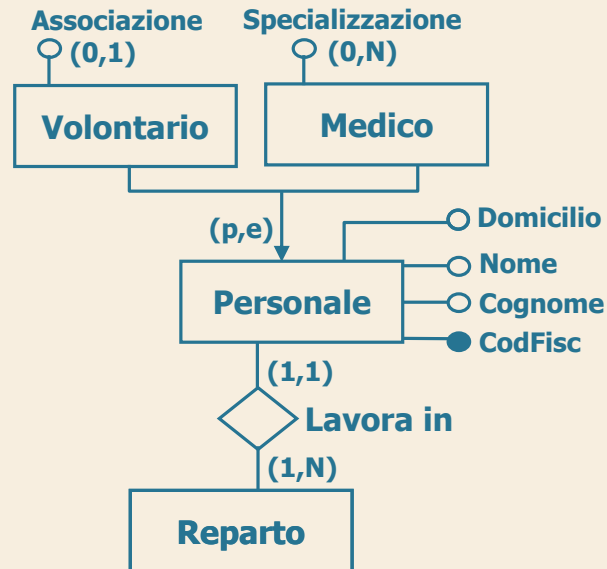 Associazione
Specializzazione
(0,1)
(0,N)
Volontario
Medico
(p,e)
Domicilio
Nome
Personale
Cognome
CodFisc
(1,1)
Lavora in
(1,N)
Reparto